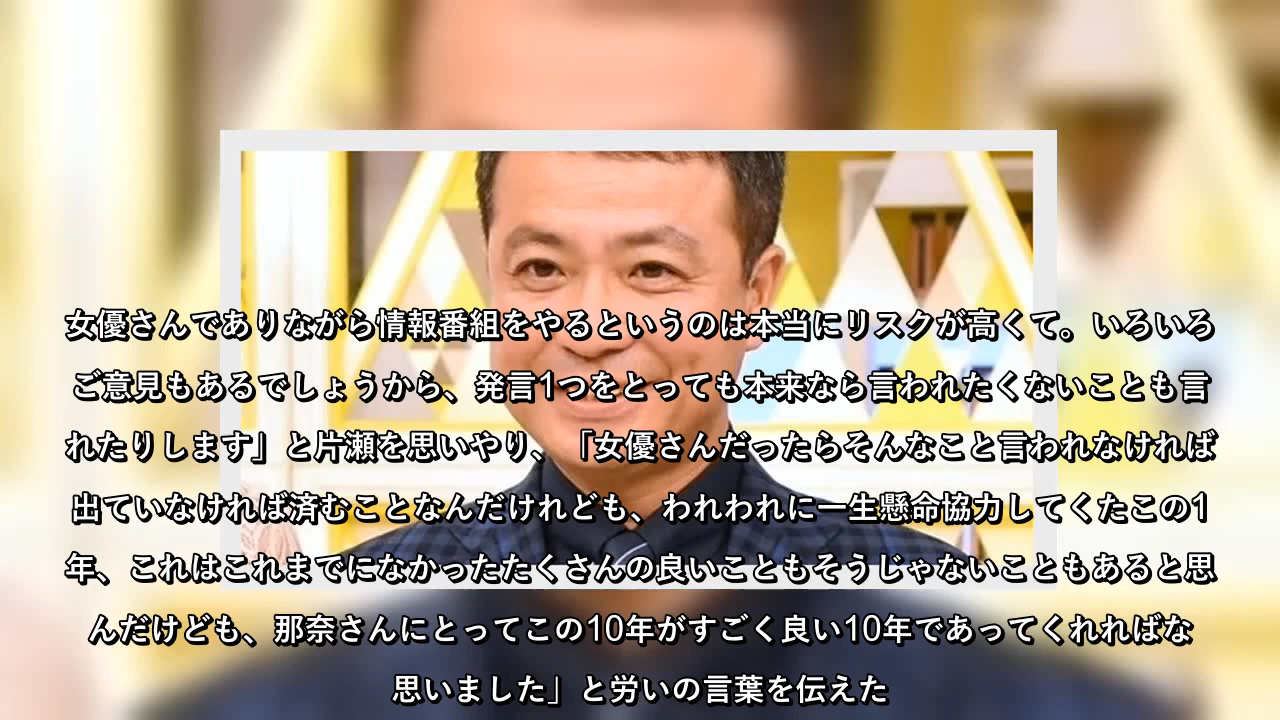 女優さんでありながら情報番組をやるというのは本当にリスクが高くて。いろいろ
ご意見もあるでしょうから、発言1つをとっても本来なら言われたくないことも言
れたりします」と片瀬を思いやり、「女優さんだったらそんなこと言われなければ
出ていなければ済むことなんだけれども、われわれに一生懸命協力してくたこの1
年、これはこれまでになかったたくさんの良いこともそうじゃないこともあると思
んだけども、那奈さんにとってこの10年がすごく良い10年であってくれればな
思いました」と労いの言葉を伝えた